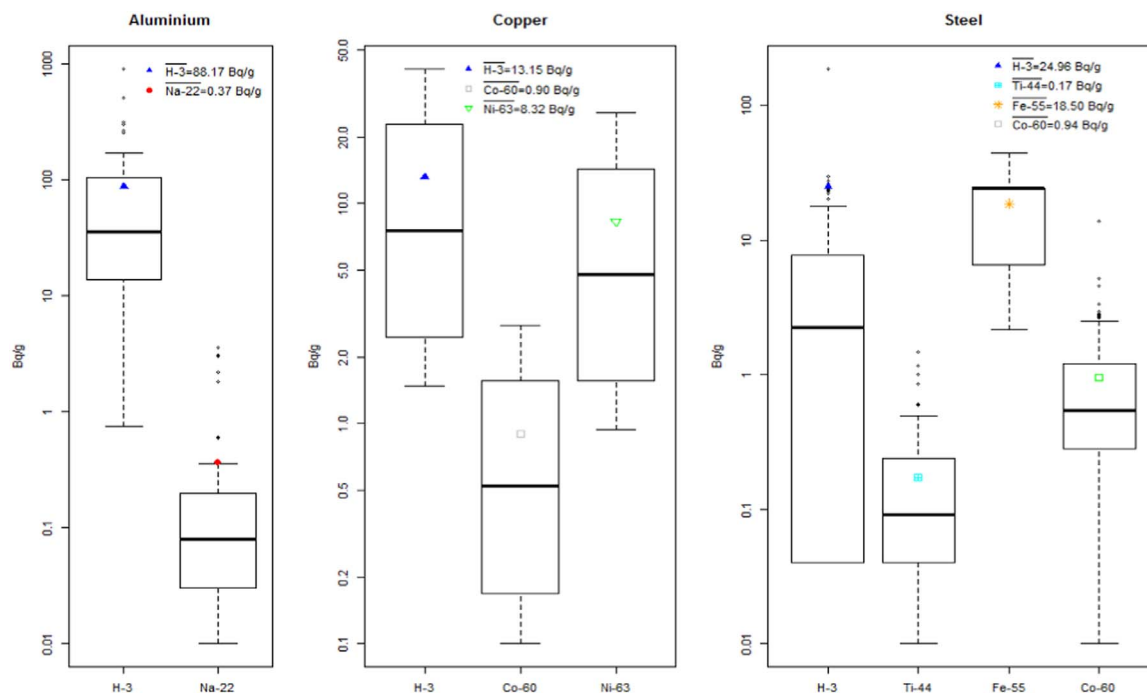 Aluminium
H-3=88.17 Bq/g
Na-22=0.37 Bq/g
Bq/g
1000
100
10
1
0.1
0.01
H-3 Na-22
Copper
H-3=13.15 Bq/g
Co-60=0.90 Bq/g
Ni-63=8.32 Bq/g
Bq/g
50.0
20.0
10.0
5.0
2.0
1.0
0.5
0.2
0.1
H-3 Co-60 Ni-63
Steel
H-3=24.96 Bq/g
Ti-44=0.17 Bq/g
Fe-55=18.50 Bq/g
Co-60=0.94 Bq/g
Bq/g
100
10
1
0.1
0.01
H-3 Ti-44 Fe-55 Co-60